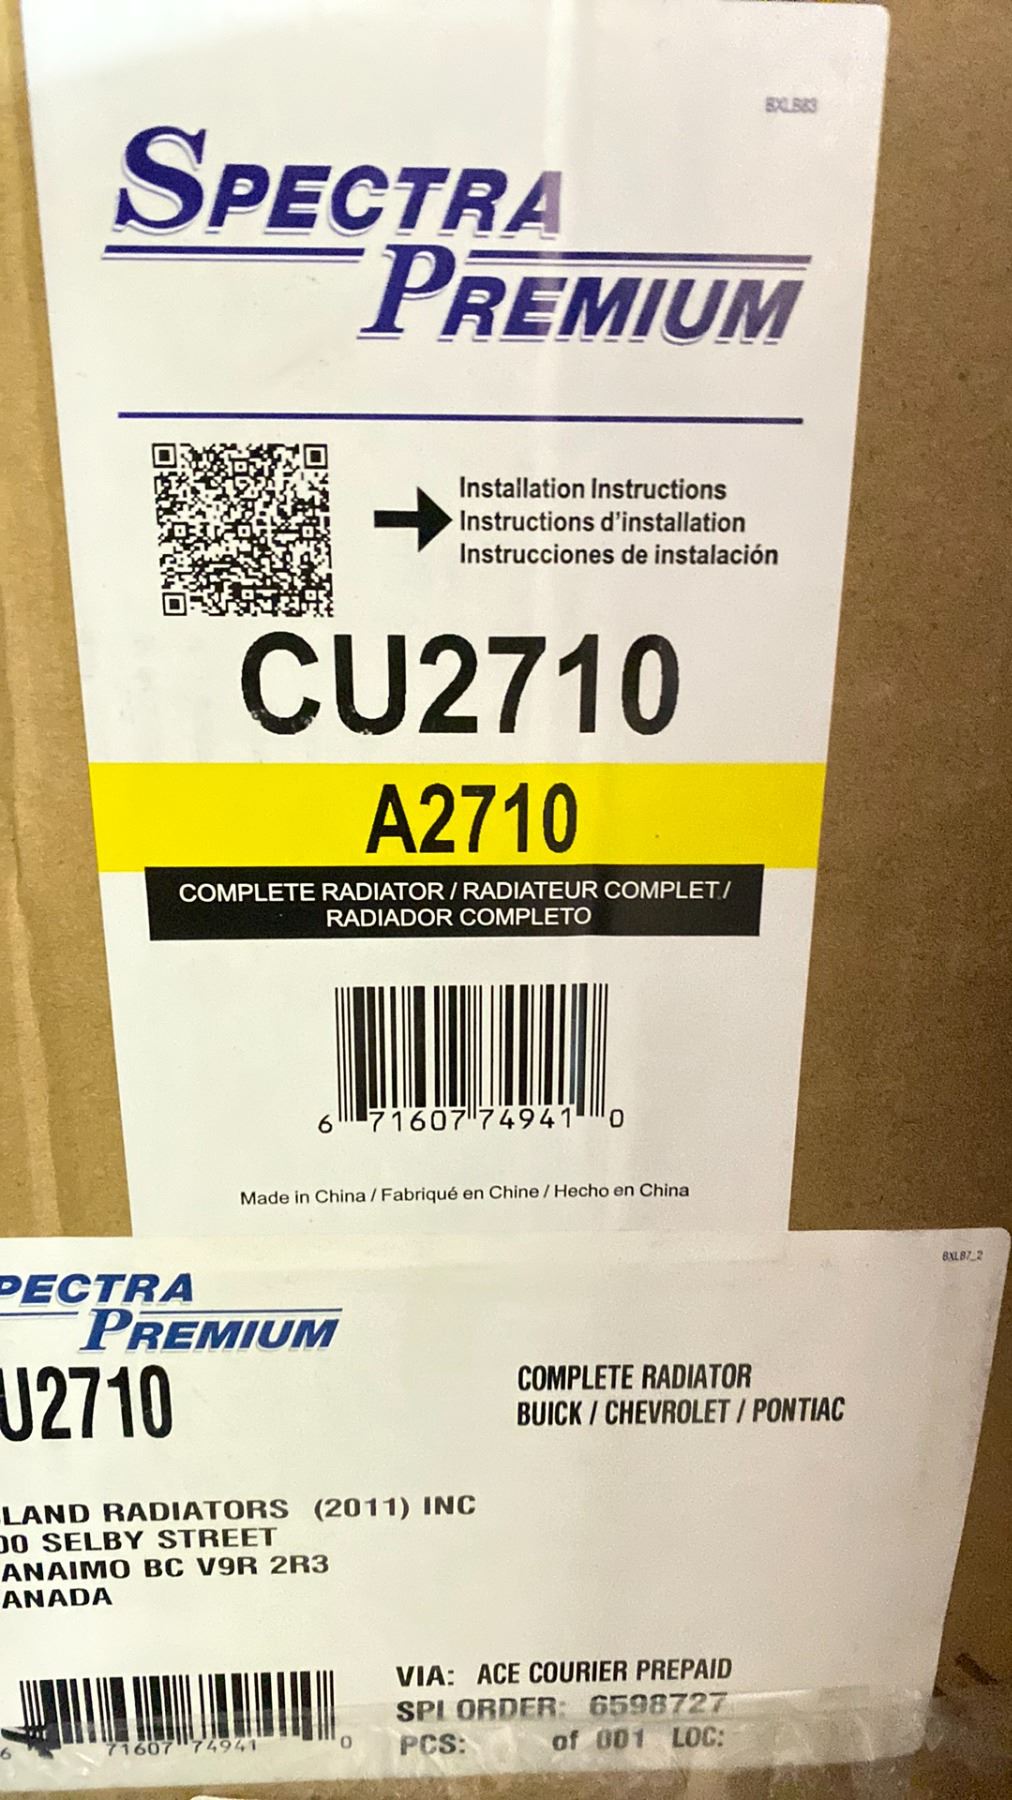 BXLB83
SPECTRA
PREMIUM
Installation Instructions
Instructions d'installation
Instrucciones de instalación
CU2710
A2710
COMPLETE RADIATOR / RADIATEUR COMPLET /
RADIADOR COMPLETO
6 71607 74941 0
Made in China / Fabriqué en Chine / Hecho en China
BXLB7_2
PECTRA
PREMIUM
U2710
COMPLETE RADIATOR
BUICK / CHEVROLET / PONTIAC
LAND RADIATORS (2011) INC
00 SELBY STREET
ANAIMO BC V9R 2R3
ANADA
VIA: ACE COURIER PREPAID
SPI ORDER: 6598727
PCS: of 001 LOC:
6 71607 74941 0